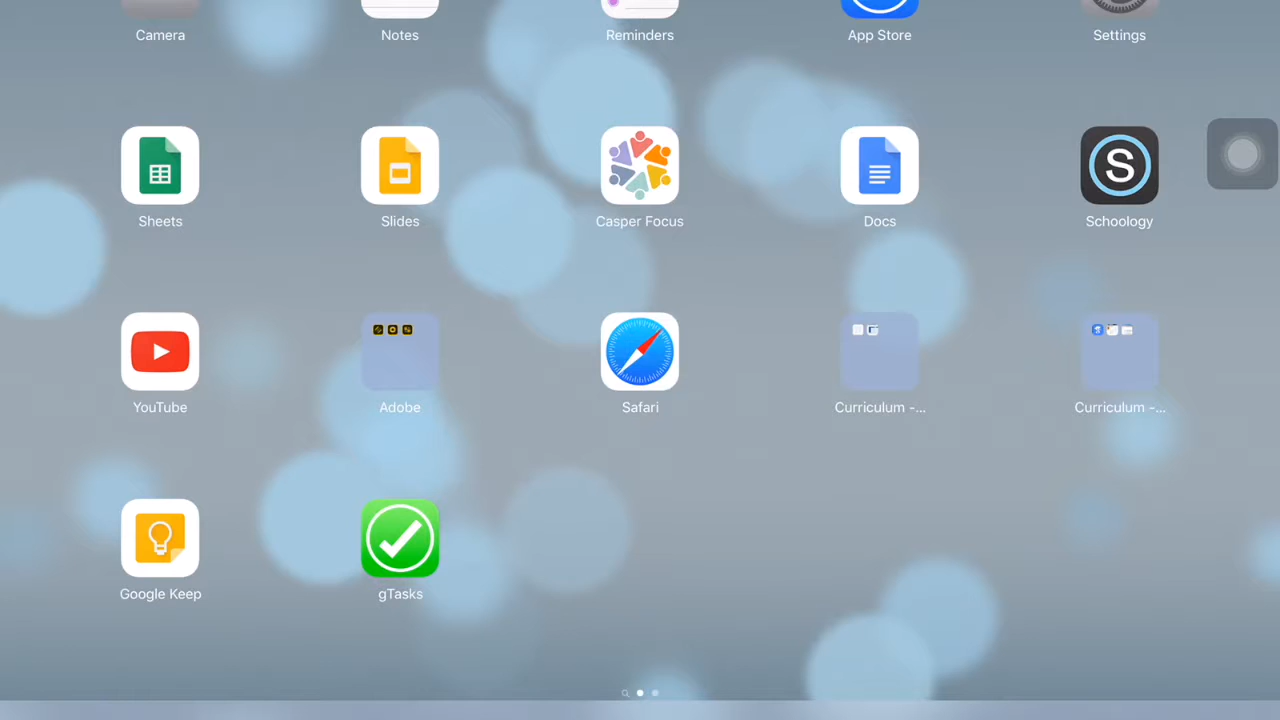 Camera Notes Reminders App Store Settings
S
Sheets Slides Casper Focus Docs Schoology
YouTube Adobe Safari Curriculum -... Curriculum -...
Google Keep gTasks